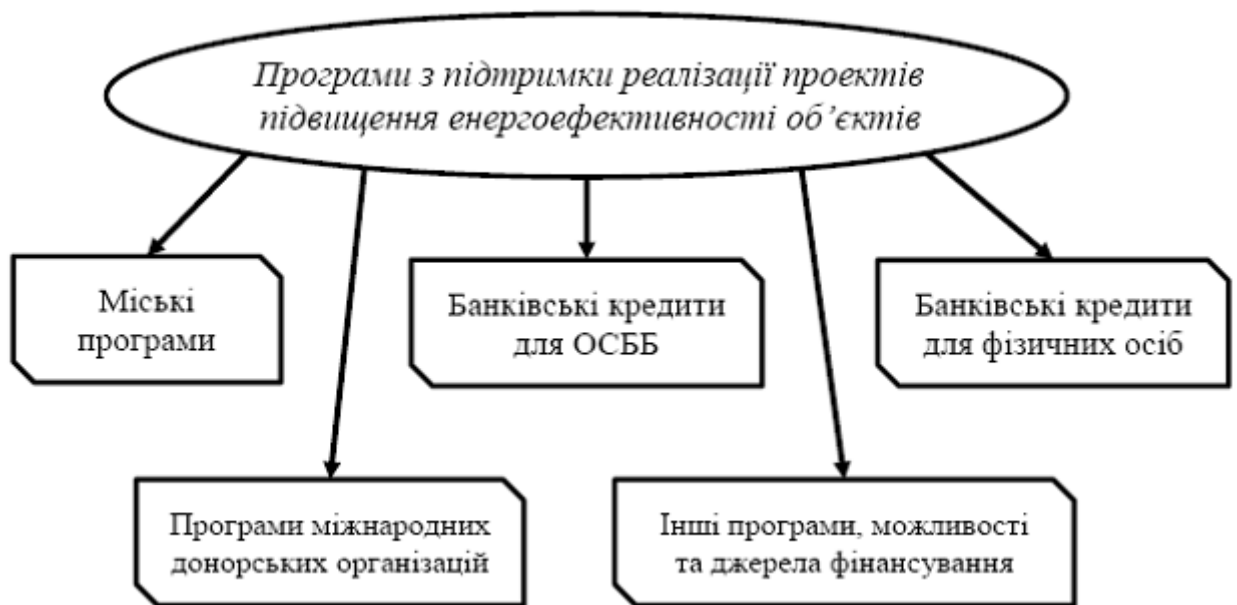 Програми з підтримки реалізації проектів
підвищення енергоефективності об’єктів
Міські
програми
Банківські кредити
для ОСББ
Банківські кредити
для фізичних осіб
Програми міжнародних
донорських організацій
Інші програми, можливості
та джерела фінансування